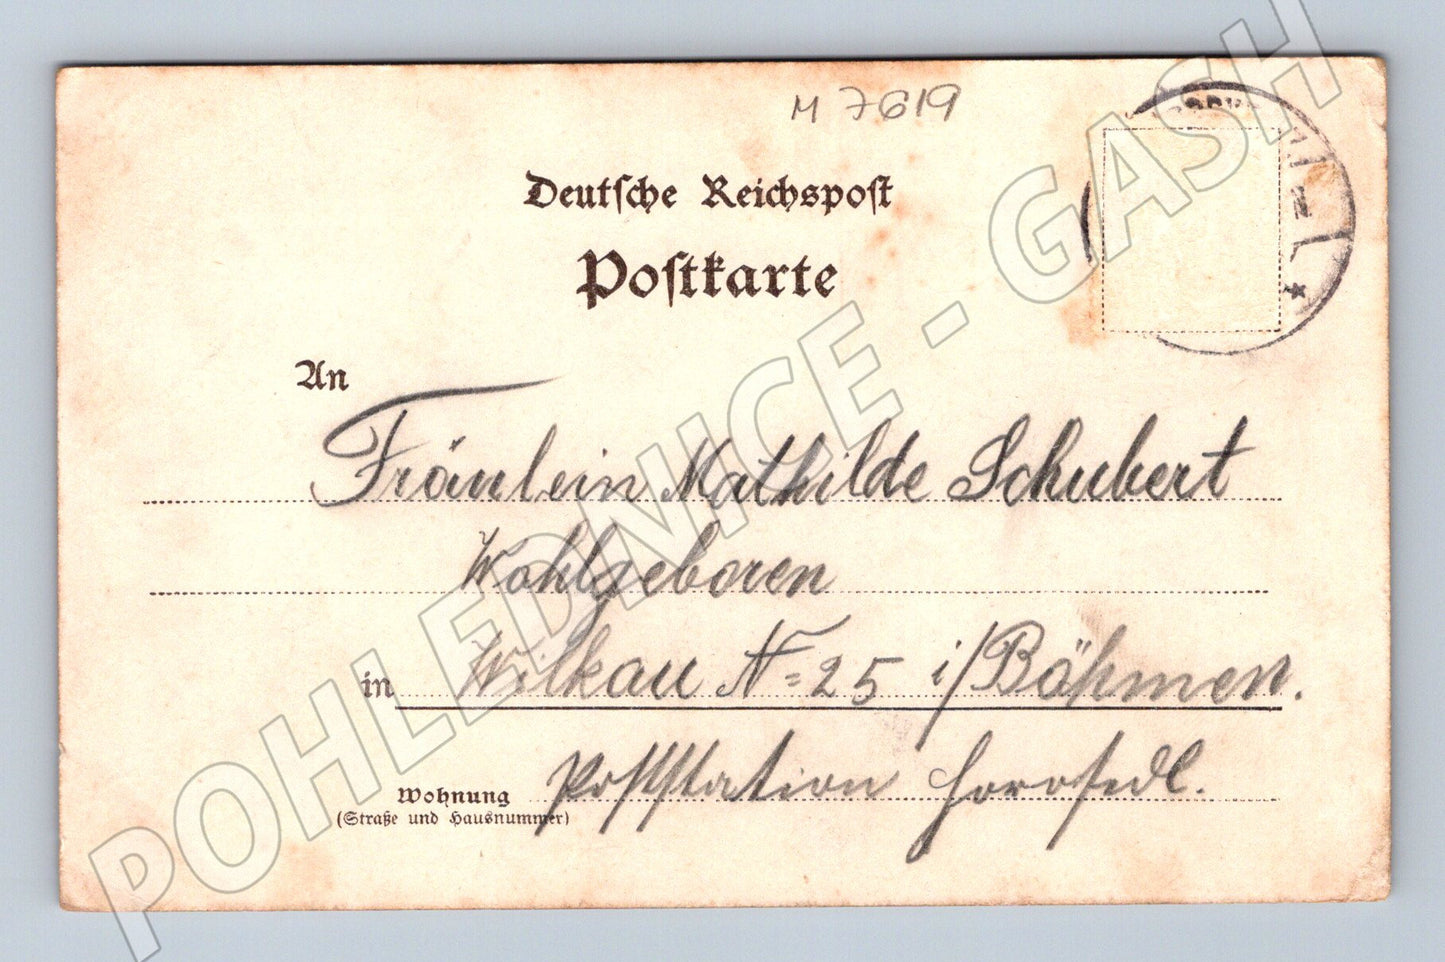 M 7619
Deutsche Reichspost
Postkarte
An
Fräulein Mathilde Schubert
Wohlgeboren
in Wilkau N= 25 i/Böhmen.
Wohnung Poststation
(Straße und Hausnummer)
POHLEDNICE - GASH